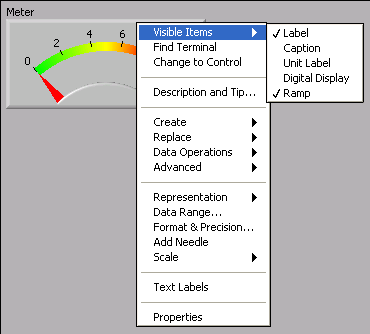 Meter
0
2
4
6
Visible Items
Find Terminal
Change to Control
Description and Tip...
Create
Replace
Data Operations
Advanced
Representation
Data Range...
Format & Precision...
Add Needle
Scale
Text Labels
Properties
Label
Caption
Unit Label
Digital Display
Ramp